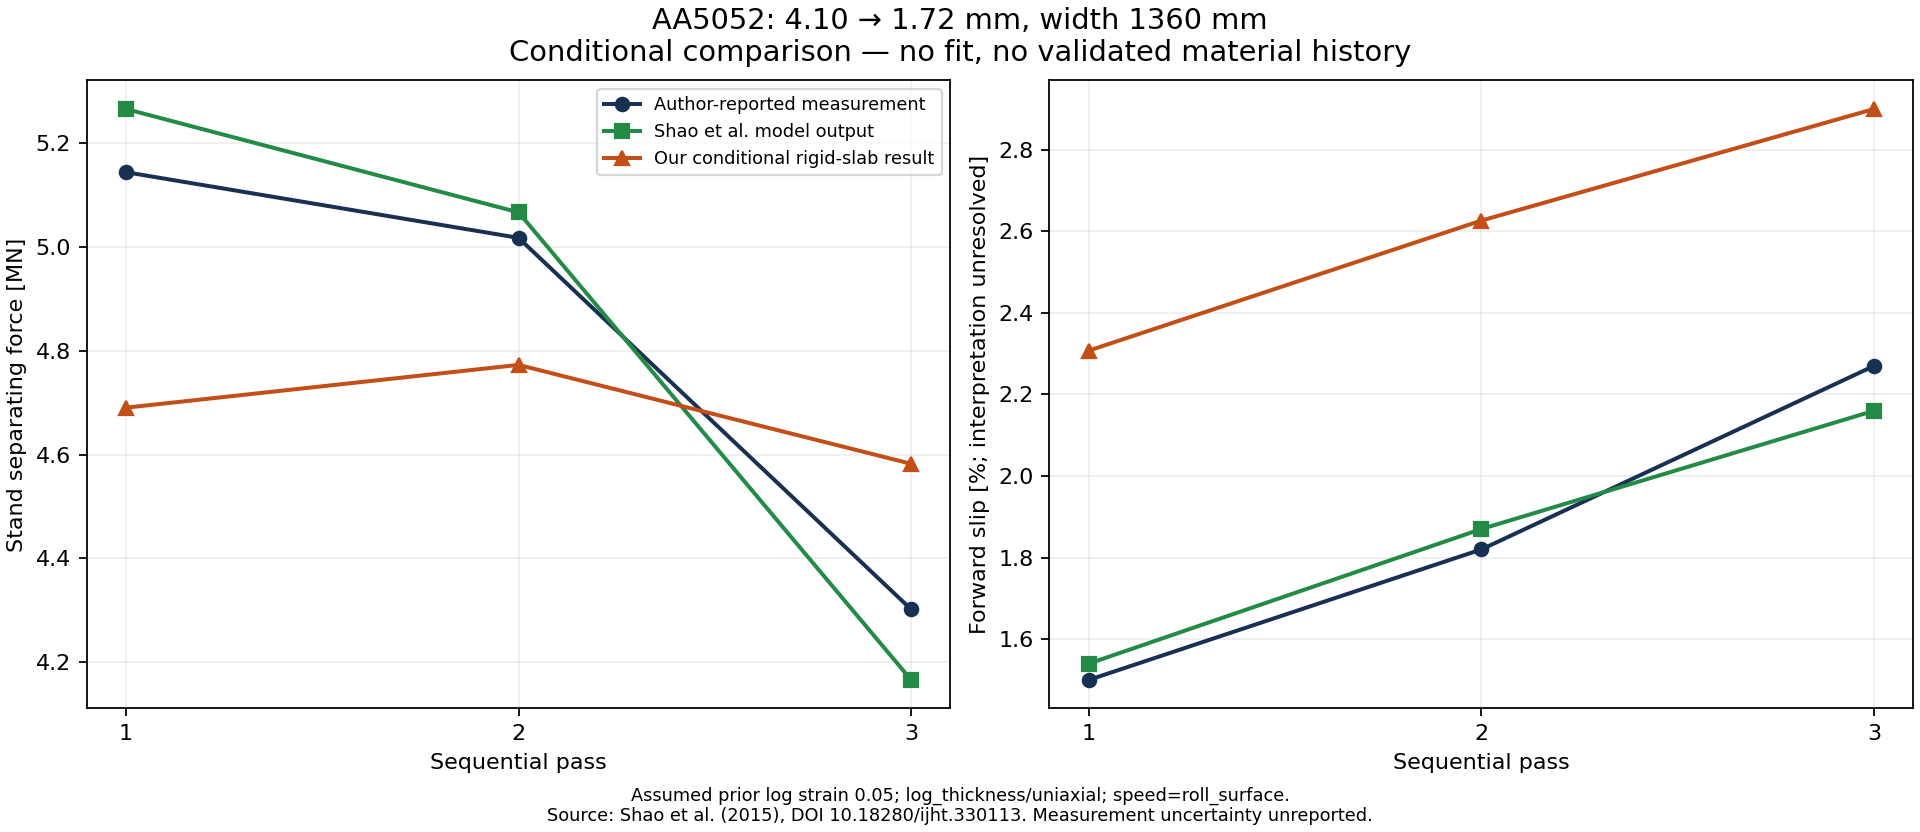 AA5052: 4.10 → 1.72 mm, width 1360 mm
Conditional comparison — no fit, no validated material history
Stand separating force [MN]
5.2
5.0
4.8
4.6
4.4
4.2
Author-reported measurement
Shao et al. model output
Our conditional rigid-slab result
1
2
3
Sequential pass
Forward slip [%; interpretation unresolved]
2.8
2.6
2.4
2.2
2.0
1.8
1.6
1
2
3
Sequential pass
Assumed prior log strain 0.05; log_thickness/uniaxial; speed=roll_surface.
Source: Shao et al. (2015), DOI 10.18280/ijht.330113. Measurement uncertainty unreported.